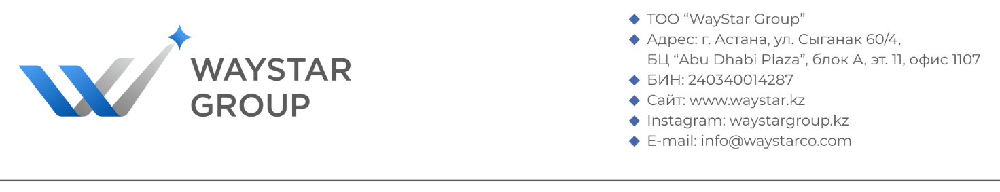 WAYSTAR
GROUP
ТОО “WayStar Group”
Адрес: г. Астана, ул. Сыганак 60/4,
БЦ “Abu Dhabi Plaza”, блок А, эт. 11, офис 1107
БИН: 240340014287
Сайт: www.waystar.kz
Instagram: waystargroup.kz
E-mail: info@waystarco.com